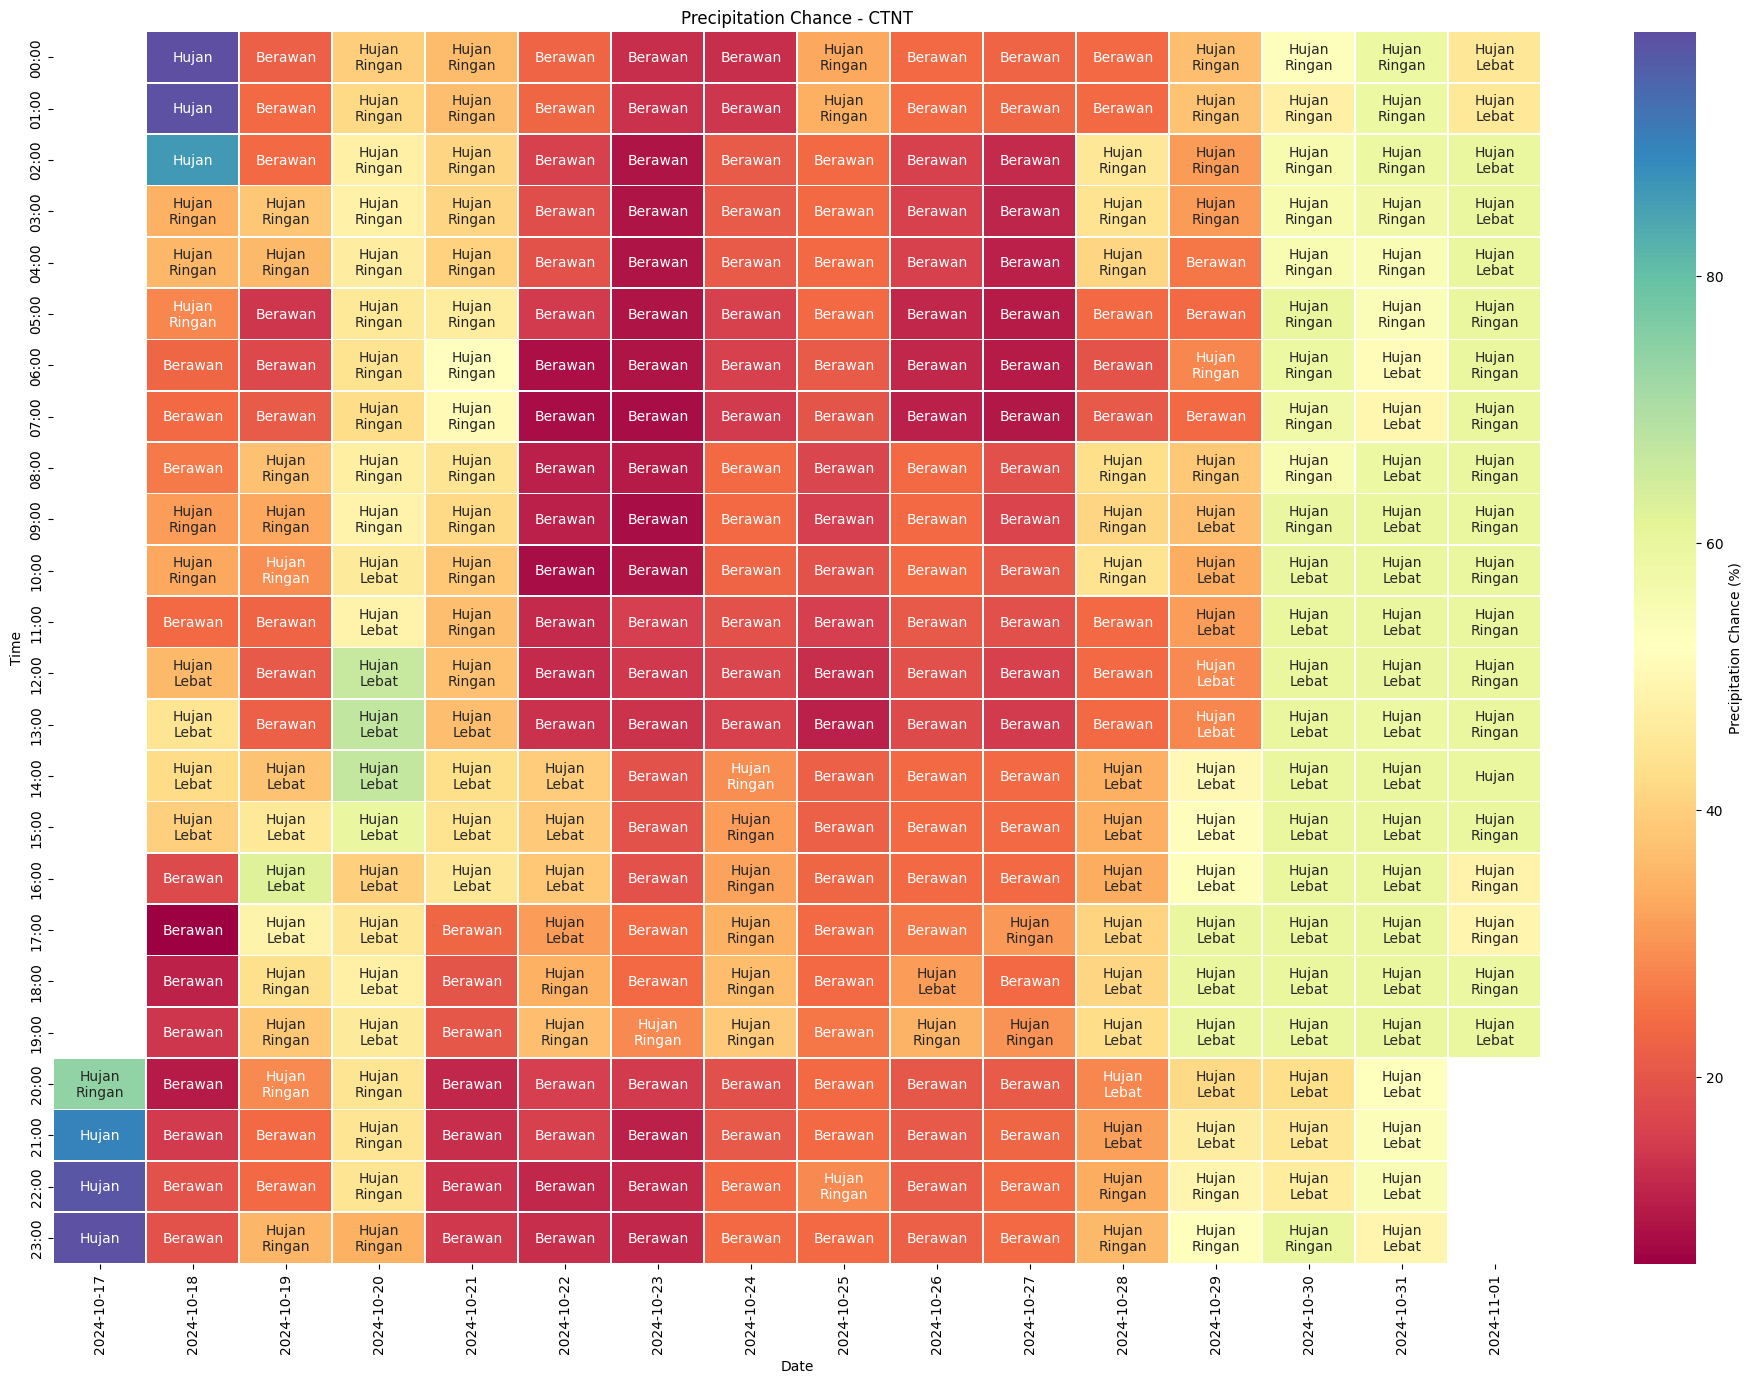 Precipitation Chance - CTNT
00:00 Hujan Berawan Hujan Ringan Hujan Ringan Berawan Berawan Berawan Hujan Ringan Berawan Berawan Berawan Hujan Ringan Hujan Ringan Hujan Ringan Hujan Lebat
01:00 Hujan Berawan Hujan Ringan Hujan Ringan Berawan Berawan Berawan Hujan Ringan Berawan Berawan Berawan Hujan Ringan Hujan Ringan Hujan Ringan Hujan Lebat
02:00 Hujan Berawan Hujan Ringan Hujan Ringan Berawan Berawan Berawan Berawan Berawan Berawan Hujan Ringan Hujan Ringan Hujan Ringan Hujan Ringan Hujan Lebat
03:00 Hujan Ringan Hujan Ringan Hujan Ringan Hujan Ringan Berawan Berawan Berawan Berawan Berawan Berawan Hujan Ringan Hujan Ringan Hujan Ringan Hujan Ringan Hujan Lebat
04:00 Hujan Ringan Hujan Ringan Hujan Ringan Hujan Ringan Berawan Berawan Berawan Berawan Berawan Berawan Hujan Ringan Berawan Hujan Ringan Hujan Ringan Hujan Lebat
80
05:00 Hujan Ringan Berawan Hujan Ringan Hujan Ringan Berawan Berawan Berawan Berawan Berawan Berawan Berawan Berawan Hujan Ringan Hujan Ringan Hujan Ringan
06:00 Berawan Berawan Hujan Ringan Hujan Ringan Berawan Berawan Berawan Berawan Berawan Berawan Berawan Hujan Ringan Hujan Ringan Hujan Lebat Hujan Ringan
07:00 Berawan Berawan Hujan Ringan Hujan Ringan Berawan Berawan Berawan Berawan Berawan Berawan Berawan Berawan Hujan Ringan Hujan Lebat Hujan Ringan
08:00 Berawan Hujan Ringan Hujan Ringan Hujan Ringan Berawan Berawan Berawan Berawan Berawan Berawan Hujan Ringan Hujan Ringan Hujan Ringan Hujan Lebat Hujan Ringan
09:00 Hujan Ringan Hujan Ringan Hujan Ringan Hujan Ringan Berawan Berawan Berawan Berawan Berawan Berawan Hujan Ringan Hujan Lebat Hujan Ringan Hujan Lebat Hujan Ringan
60
10:00 Hujan Ringan Hujan Ringan Hujan Lebat Hujan Ringan Berawan Berawan Berawan Berawan Berawan Berawan Hujan Ringan Hujan Lebat Hujan Lebat Hujan Lebat Hujan Ringan
11:00 Berawan Berawan Hujan Lebat Hujan Ringan Berawan Berawan Berawan Berawan Berawan Berawan Berawan Hujan Lebat Hujan Lebat Hujan Lebat Hujan Ringan
Time
Precipitation Chance (%)
12:00 Hujan Lebat Berawan Hujan Lebat Hujan Ringan Berawan Berawan Berawan Berawan Berawan Berawan Berawan Hujan Lebat Hujan Lebat Hujan Lebat Hujan Ringan
13:00 Hujan Lebat Berawan Hujan Lebat Hujan Lebat Berawan Berawan Berawan Berawan Berawan Berawan Berawan Hujan Lebat Hujan Lebat Hujan Lebat Hujan Ringan
14:00 Hujan Lebat Hujan Lebat Hujan Lebat Hujan Lebat Hujan Lebat Berawan Hujan Ringan Berawan Berawan Berawan Hujan Lebat Hujan Lebat Hujan Lebat Hujan Lebat Hujan
40
15:00 Hujan Lebat Hujan Lebat Hujan Lebat Hujan Lebat Hujan Lebat Berawan Hujan Ringan Berawan Berawan Berawan Hujan Lebat Hujan Lebat Hujan Lebat Hujan Lebat Hujan Ringan
16:00 Berawan Hujan Lebat Hujan Lebat Hujan Lebat Hujan Lebat Berawan Hujan Ringan Berawan Berawan Berawan Hujan Lebat Hujan Lebat Hujan Lebat Hujan Lebat Hujan Ringan
17:00 Berawan Hujan Lebat Hujan Lebat Berawan Hujan Lebat Berawan Hujan Ringan Berawan Berawan Hujan Ringan Hujan Lebat Hujan Lebat Hujan Lebat Hujan Lebat Hujan Ringan
18:00 Berawan Hujan Ringan Hujan Lebat Berawan Hujan Ringan Berawan Hujan Ringan Berawan Hujan Lebat Berawan Hujan Lebat Hujan Lebat Hujan Lebat Hujan Lebat Hujan Ringan
19:00 Berawan Hujan Ringan Hujan Lebat Berawan Hujan Ringan Hujan Ringan Hujan Ringan Berawan Hujan Ringan Hujan Ringan Hujan Lebat Hujan Lebat Hujan Lebat Hujan Lebat Hujan Lebat
20:00 Hujan Ringan Berawan Hujan Ringan Hujan Ringan Berawan Berawan Berawan Berawan Berawan Berawan Berawan Hujan Lebat Hujan Lebat Hujan Lebat Hujan Lebat
20
21:00 Hujan Berawan Berawan Hujan Ringan Berawan Berawan Berawan Berawan Berawan Berawan Berawan Hujan Lebat Hujan Lebat Hujan Lebat Hujan Lebat
22:00 Hujan Berawan Berawan Hujan Ringan Berawan Berawan Berawan Berawan Hujan Ringan Berawan Berawan Hujan Ringan Hujan Ringan Hujan Lebat Hujan Lebat
23:00 Hujan Berawan Hujan Ringan Hujan Ringan Berawan Berawan Berawan Berawan Berawan Berawan Berawan Hujan Ringan Hujan Ringan Hujan Ringan Hujan Lebat
2024-10-17 2024-10-18 2024-10-19 2024-10-20 2024-10-21 2024-10-22 2024-10-23 2024-10-24 2024-10-25 2024-10-26 2024-10-27 2024-10-28 2024-10-29 2024-10-30 2024-10-31 2024-11-01
Date